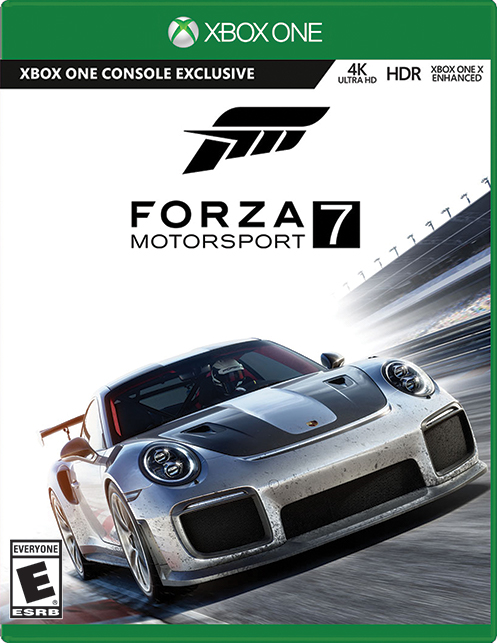 XBOX ONE
XBOX ONE CONSOLE EXCLUSIVE
4K
ULTRA HD
HDR
XBOX ONE X
ENHANCED
FORZA
MOTORSPORT 7
EVERYONE
E
ESRB